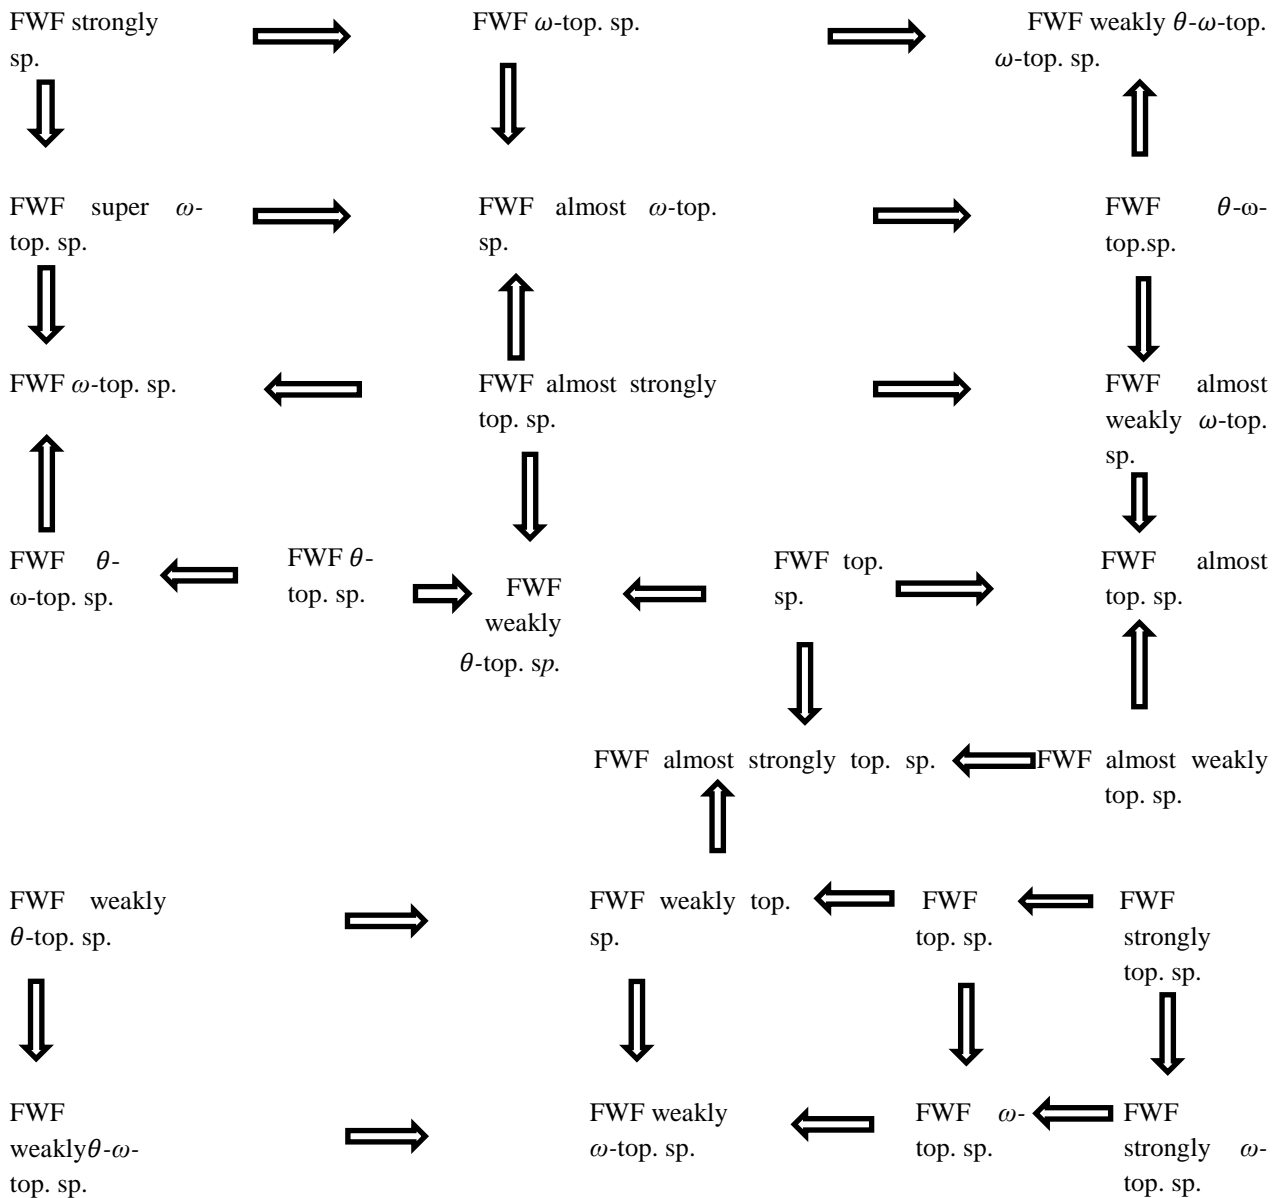 FWF strongly
sp.
FWF ω-top. sp.
FWF weakly θ-ω-top.
ω-top. sp.
FWF super ω-
top. sp.
FWF almost ω-top.
sp.
FWF θ-ω-
top.sp.
FWF ω-top. sp.
FWF almost strongly
top. sp.
FWF almost
weakly ω-top.
sp.
FWF θ-
ω-top. sp.
FWF θ-
top. sp.
FWF
weakly
θ-top. sp.
FWF top.
sp.
FWF almost
top. sp.
FWF almost strongly top. sp.
FWF almost weakly
top. sp.
FWF weakly
θ-top. sp.
FWF weakly top.
sp.
FWF
top. sp.
FWF
strongly
top. sp.
FWF
weaklyθ-ω-
top. sp.
FWF weakly
ω-top. sp.
FWF ω-
top. sp.
FWF
strongly ω-
top. sp.